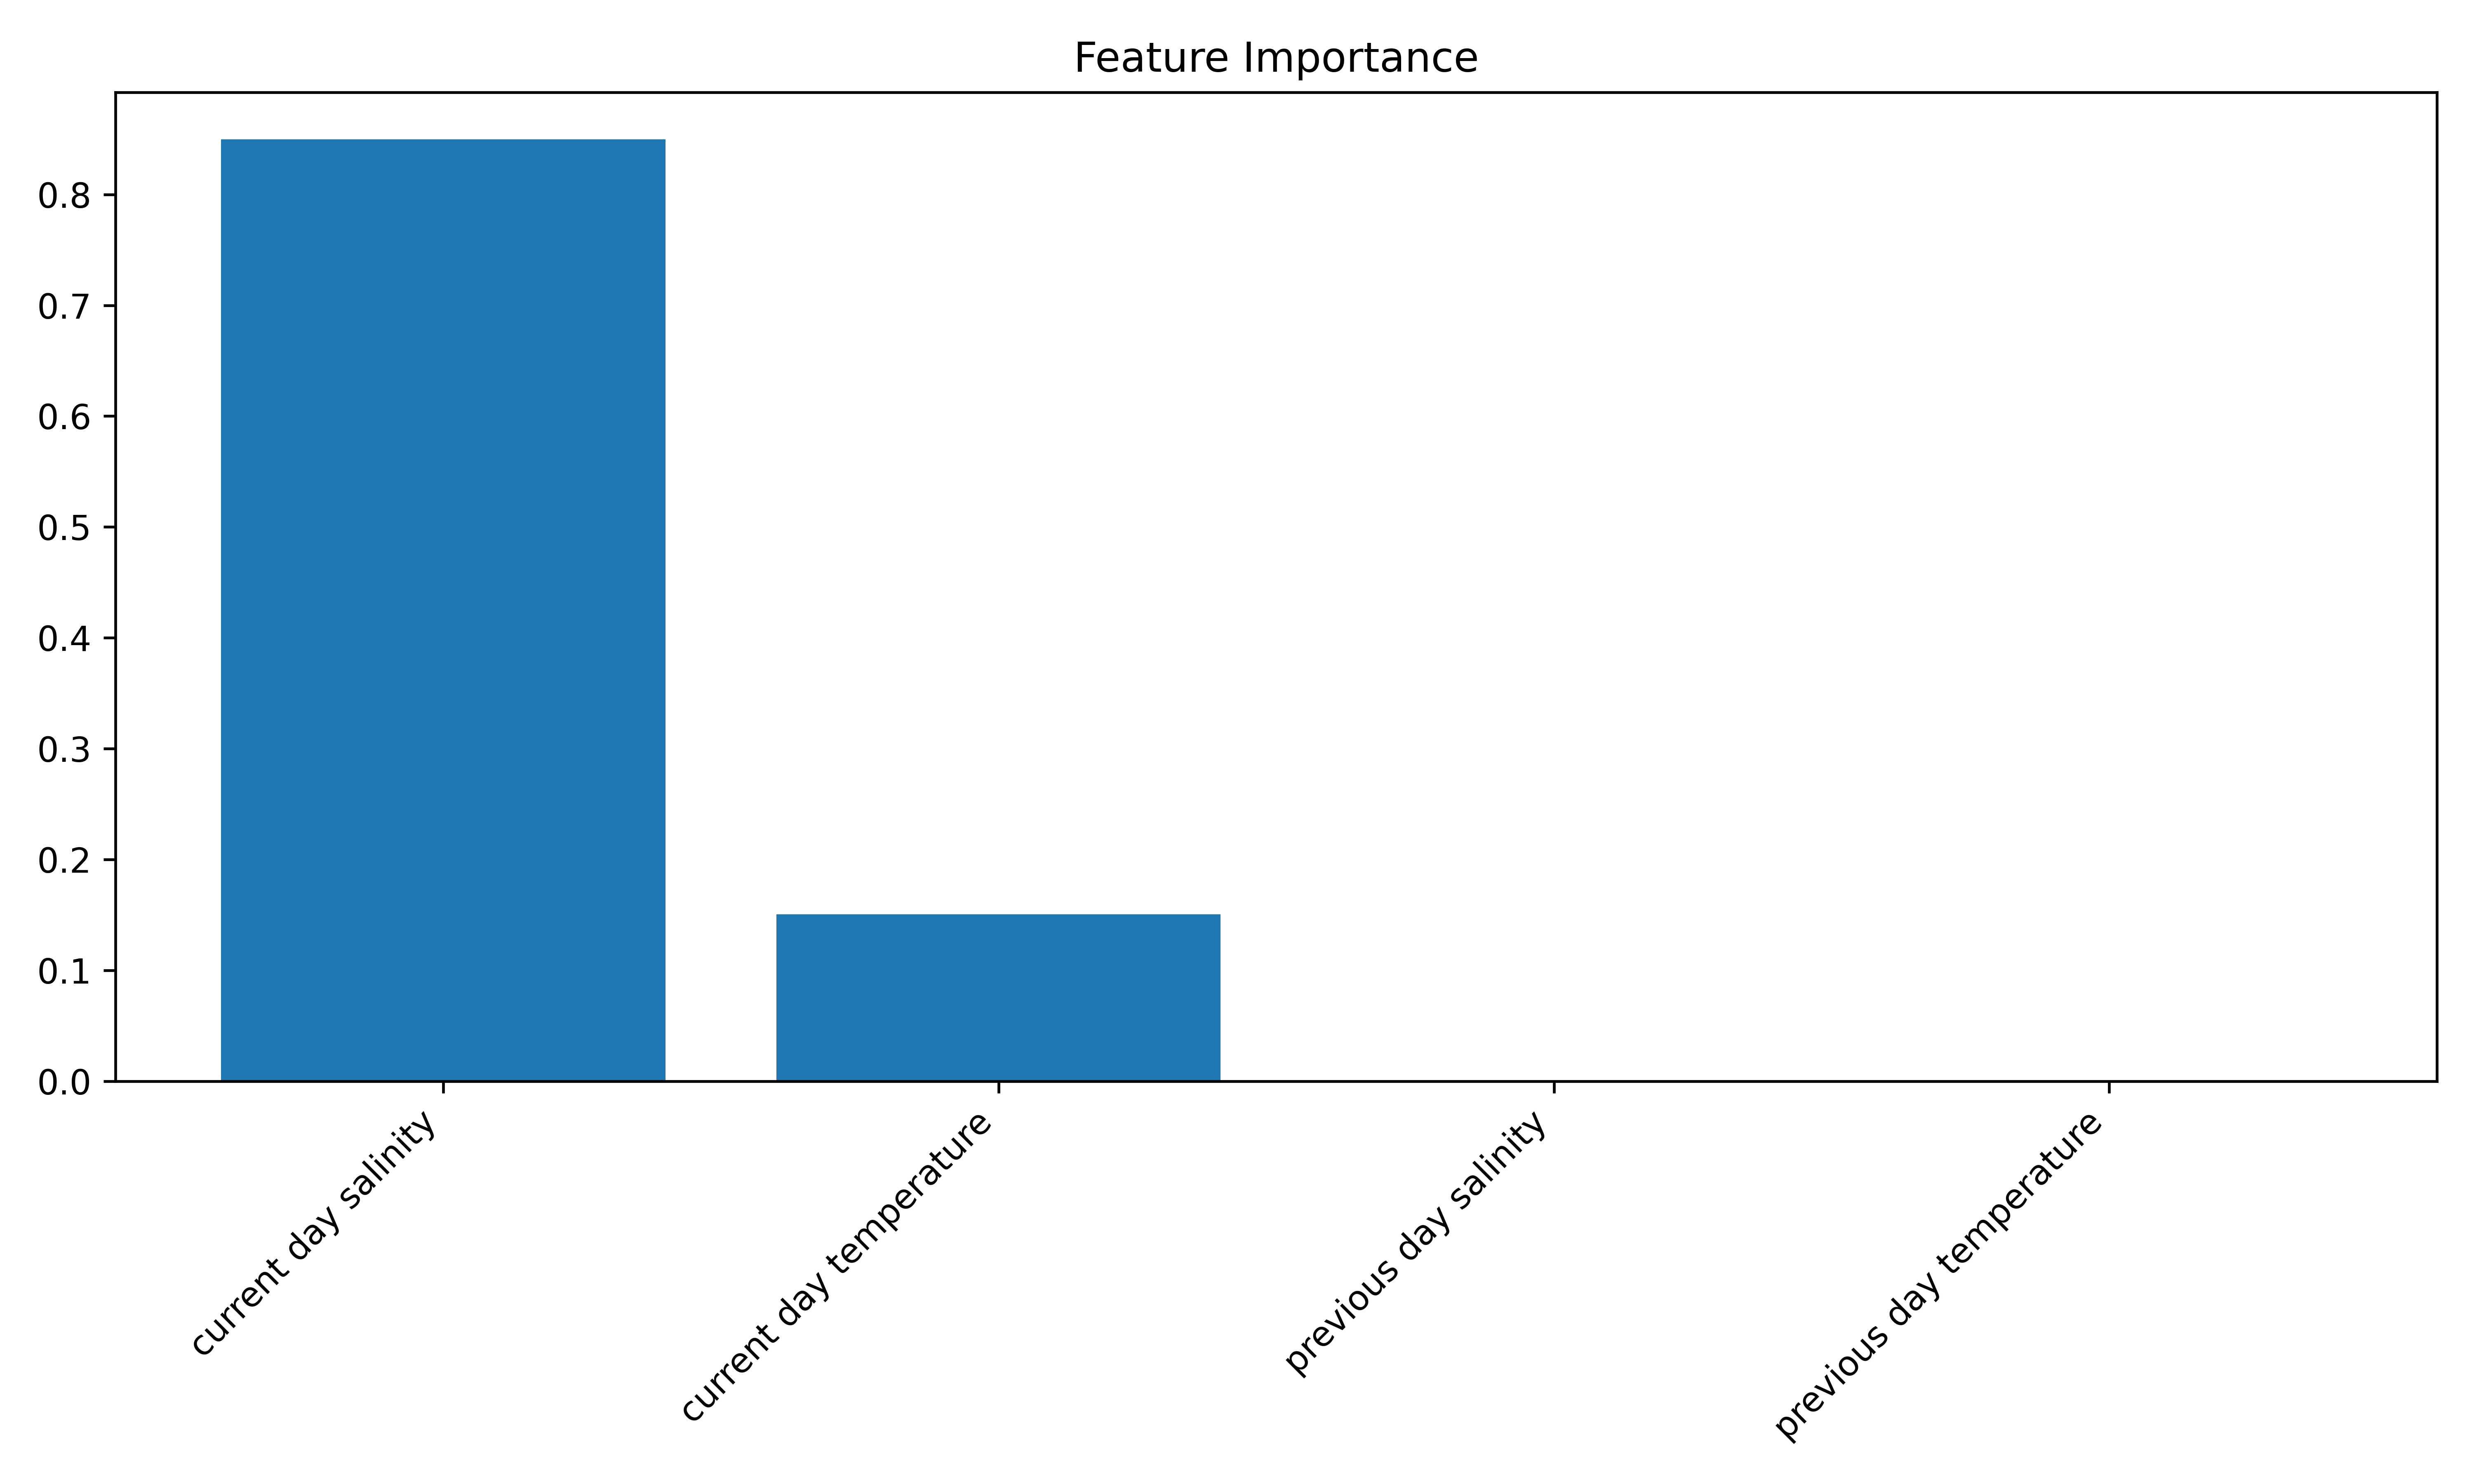 Feature Importance
0.8
0.7
0.6
0.5
0.4
0.3
0.2
0.1
0.0
current day salinity
current day temperature
previous day salinity
previous day temperature